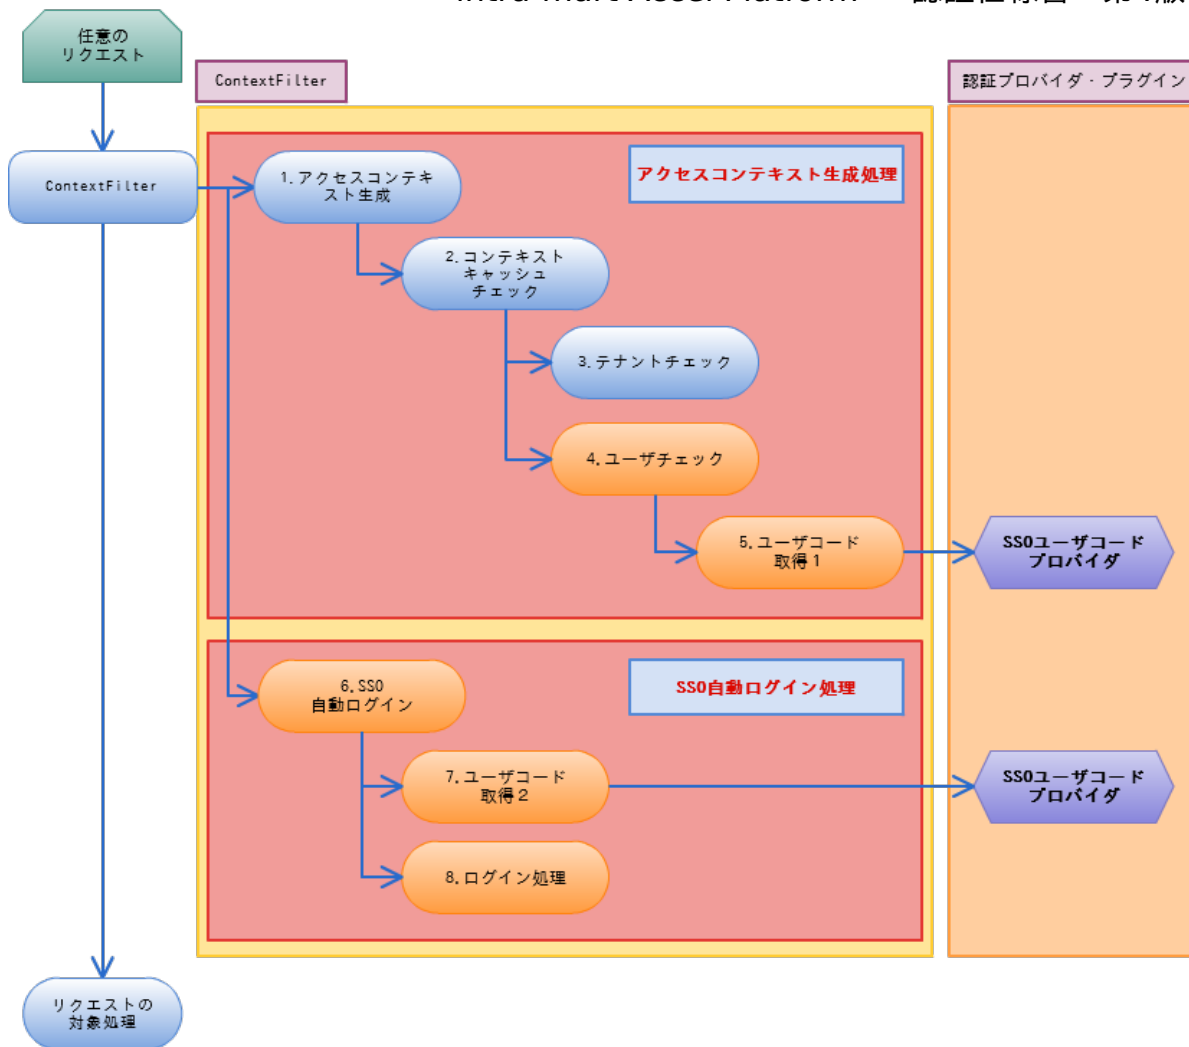 任意の
リクエスト
ContextFilter
認証プロバイダ・プラグイン
ContextFilter
1.アクセスコンテキ
スト生成
アクセスコンテキスト生成処理
2.コンテキスト
キャッシュ
チェック
3.テナントチェック
4.ユーザチェック
5.ユーザコード
取得1
SSOユーザコード
プロバイダ
6.SSO
自動ログイン
SSO自動ログイン処理
7.ユーザコード
取得2
SSOユーザコード
プロバイダ
8.ログイン処理
リクエストの
対象処理